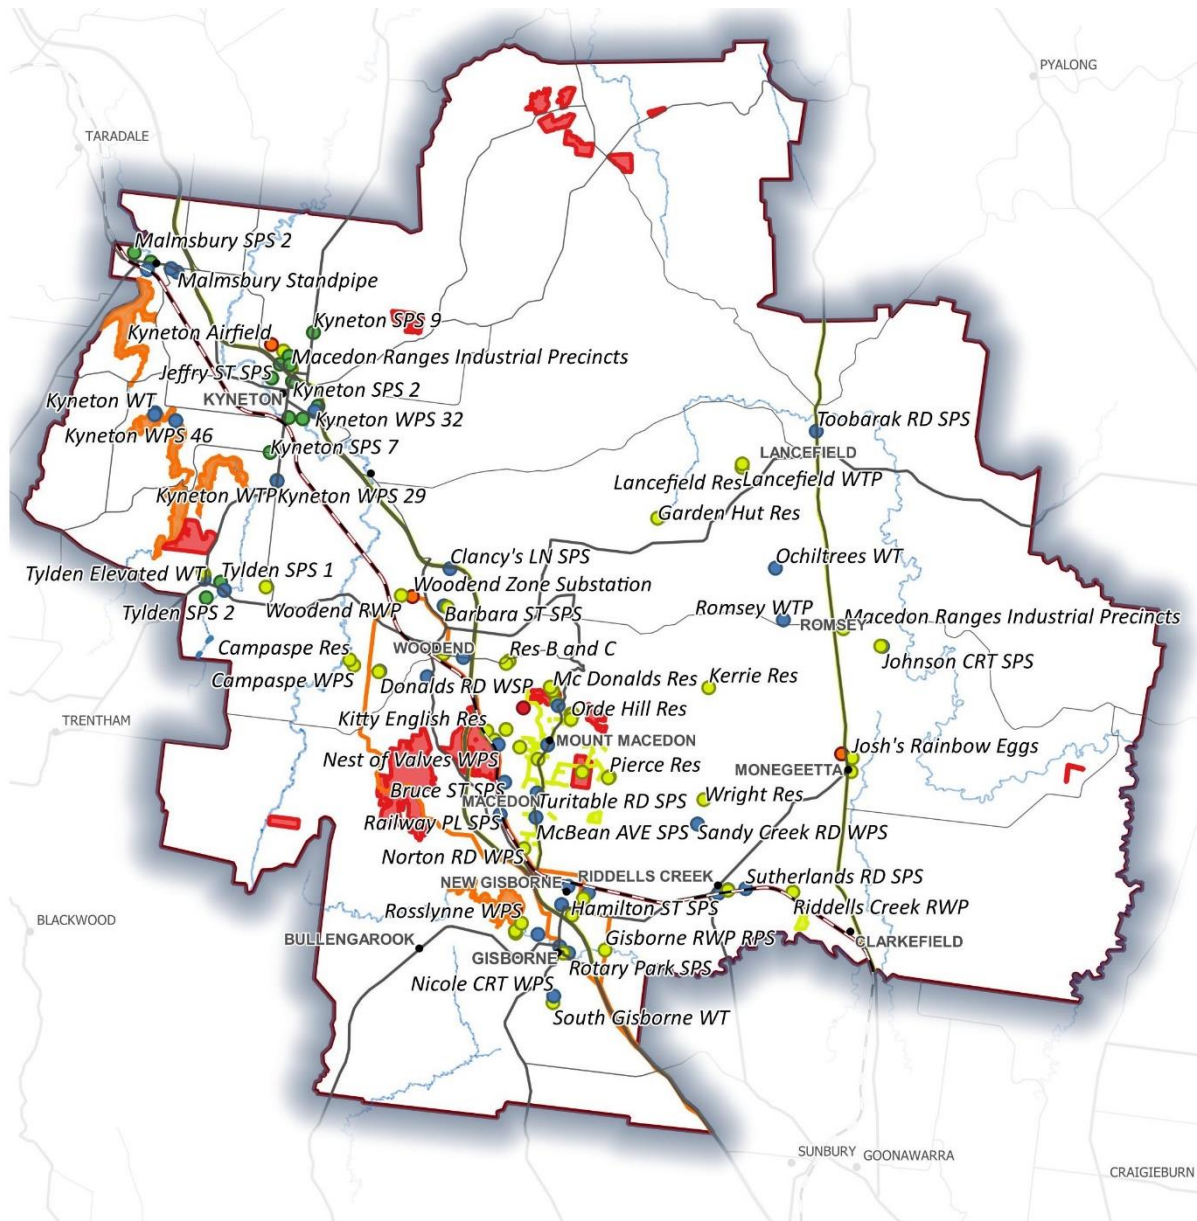 PYALONG
TARADALE
Malmsbury SPS 2
Malmsbury Standpipe
Kyneton SPS 9
Kyneton Airfield
Macedon Ranges Industrial Precincts
Jeffry ST SPS
Kyneton SPS 2
KYNETON
Kyneton WT
Kyneton WPS 32
Toobarak RD SPS
Kyneton WPS 46
Kyneton SPS 7
LANCEFIELD
Lancefield Res
Lancefield WTP
Kyneton WTP
Kyneton WPS 29
Garden Hut Res
Clancy's LN SPS
Ochiltrees WT
Tylden Elevated WT
Tylden SPS 1
Woodend Zone Substation
Tylden SPS 2
Woodend RWP
Barbara ST SPS
Romsey WTP
ROMSEY
Macedon Ranges Industrial Precincts
Campaspe Res
WOODEND
Res B and C
Johnson CRT SPS
Campaspe WPS
Donalds RD WSP
Mc Donalds Res
Kerrie Res
TRENTHAM
Kitty English Res
Orde Hill Res
MOUNT MACEDON
Josh's Rainbow Eggs
Nest of Valves WPS
Pierce Res
MONEGEETTA
Bruce ST SPS
MACEDON
Turitable RD SPS
Wright Res
Railway PL SPS
McBean AVE SPS
Sandy Creek RD WPS
Norton RD WPS
NEW GISBORNE
RIDDELLS CREEK
Sutherlands RD SPS
Rosslynne WPS
Hamilton ST SPS
Riddells Creek RWP
BLACKWOOD
BULLENGAROOK
Gisborne RWP RPS
CLARKEFIELD
GISBORNE
Rotary Park SPS
Nicole CRT WPS
South Gisborne WT
SUNBURY
GOONAWARRA
CRAIGIEBURN